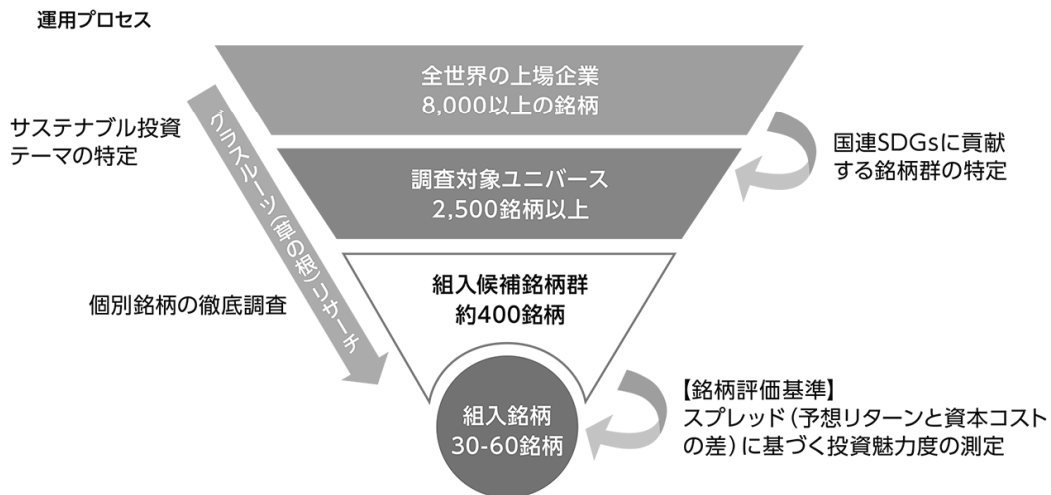 運用プロセス
全世界の上場企業
8,000以上の銘柄
サステナブル投資
テーマの特定
グラスルーツ（草の根）リサーチ
国連SDGsに貢献
する銘柄群の特定
調査対象ユニバース
2,500銘柄以上
個別銘柄の徹底調査
組入候補銘柄群
約400銘柄
組入銘柄
30-60銘柄
【銘柄評価基準】
スプレッド（予想リターンと資本コスト
の差）に基づく投資魅力度の測定